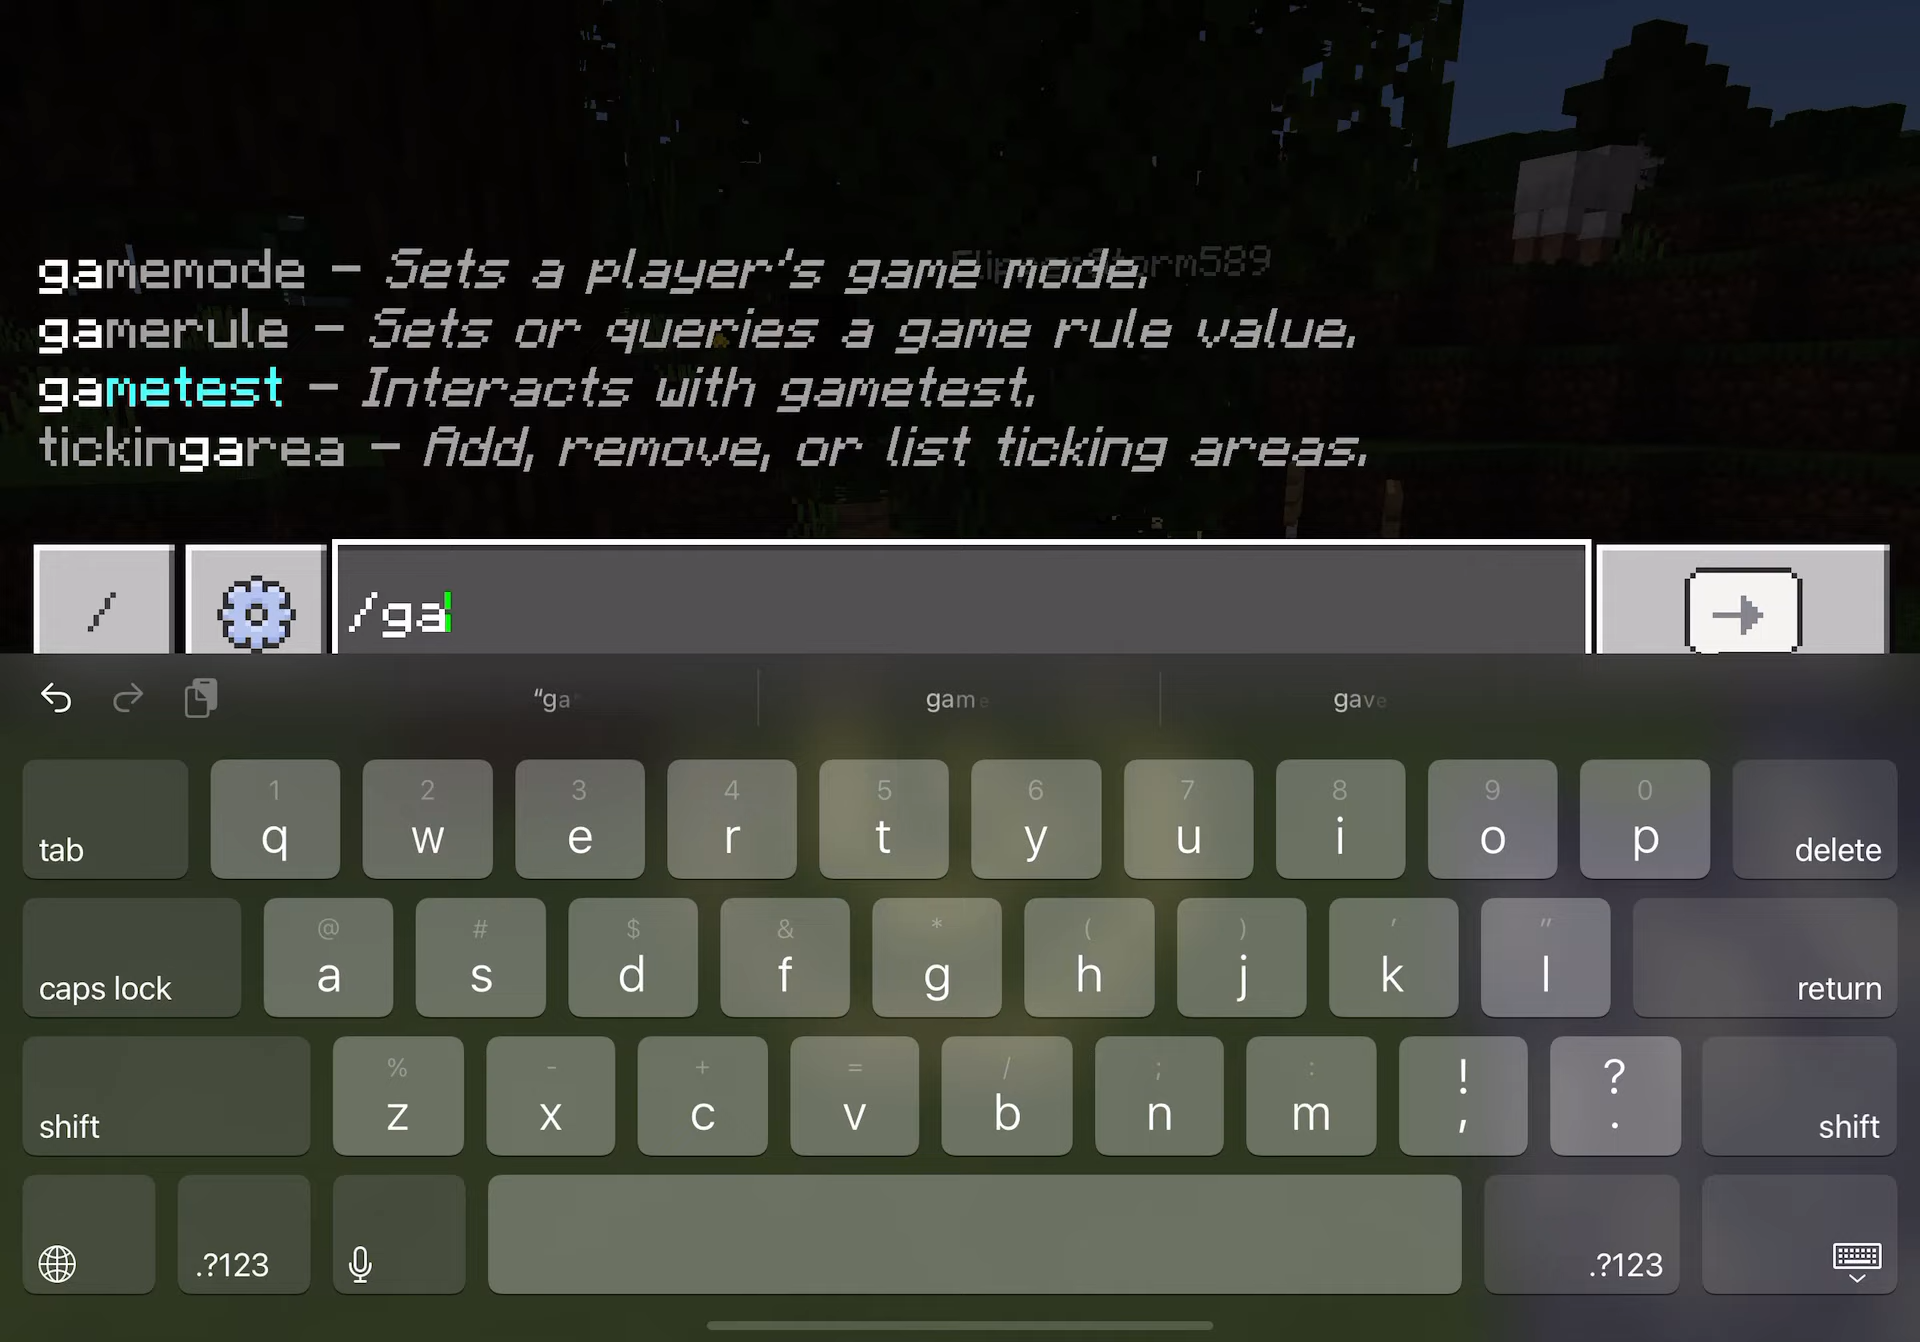 gamemode - Sets a player's game mode.
gamerule - Sets or queries a game rule value.
gametest - Interacts with gametest.
tickingarea - Add, remove, or list ticking areas.
/
/ga
"ga" game gave
tab 1 q 2 w 3 e 4 r 5 t 6 y 7 u 8 i 9 o 0 p delete
caps lock @ a # s $ d & f * g ( h ) j ' k " l return
shift % z - x + c = v / b ; n : m ! , ? . shift
.?123 .?123